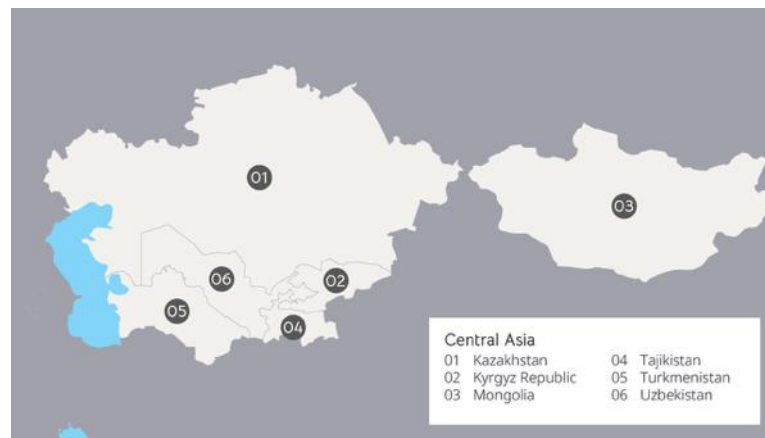 01
03
06
02
05
04
Central Asia
01 Kazakhstan 04 Tajikistan
02 Kyrgyz Republic 05 Turkmenistan
03 Mongolia 06 Uzbekistan